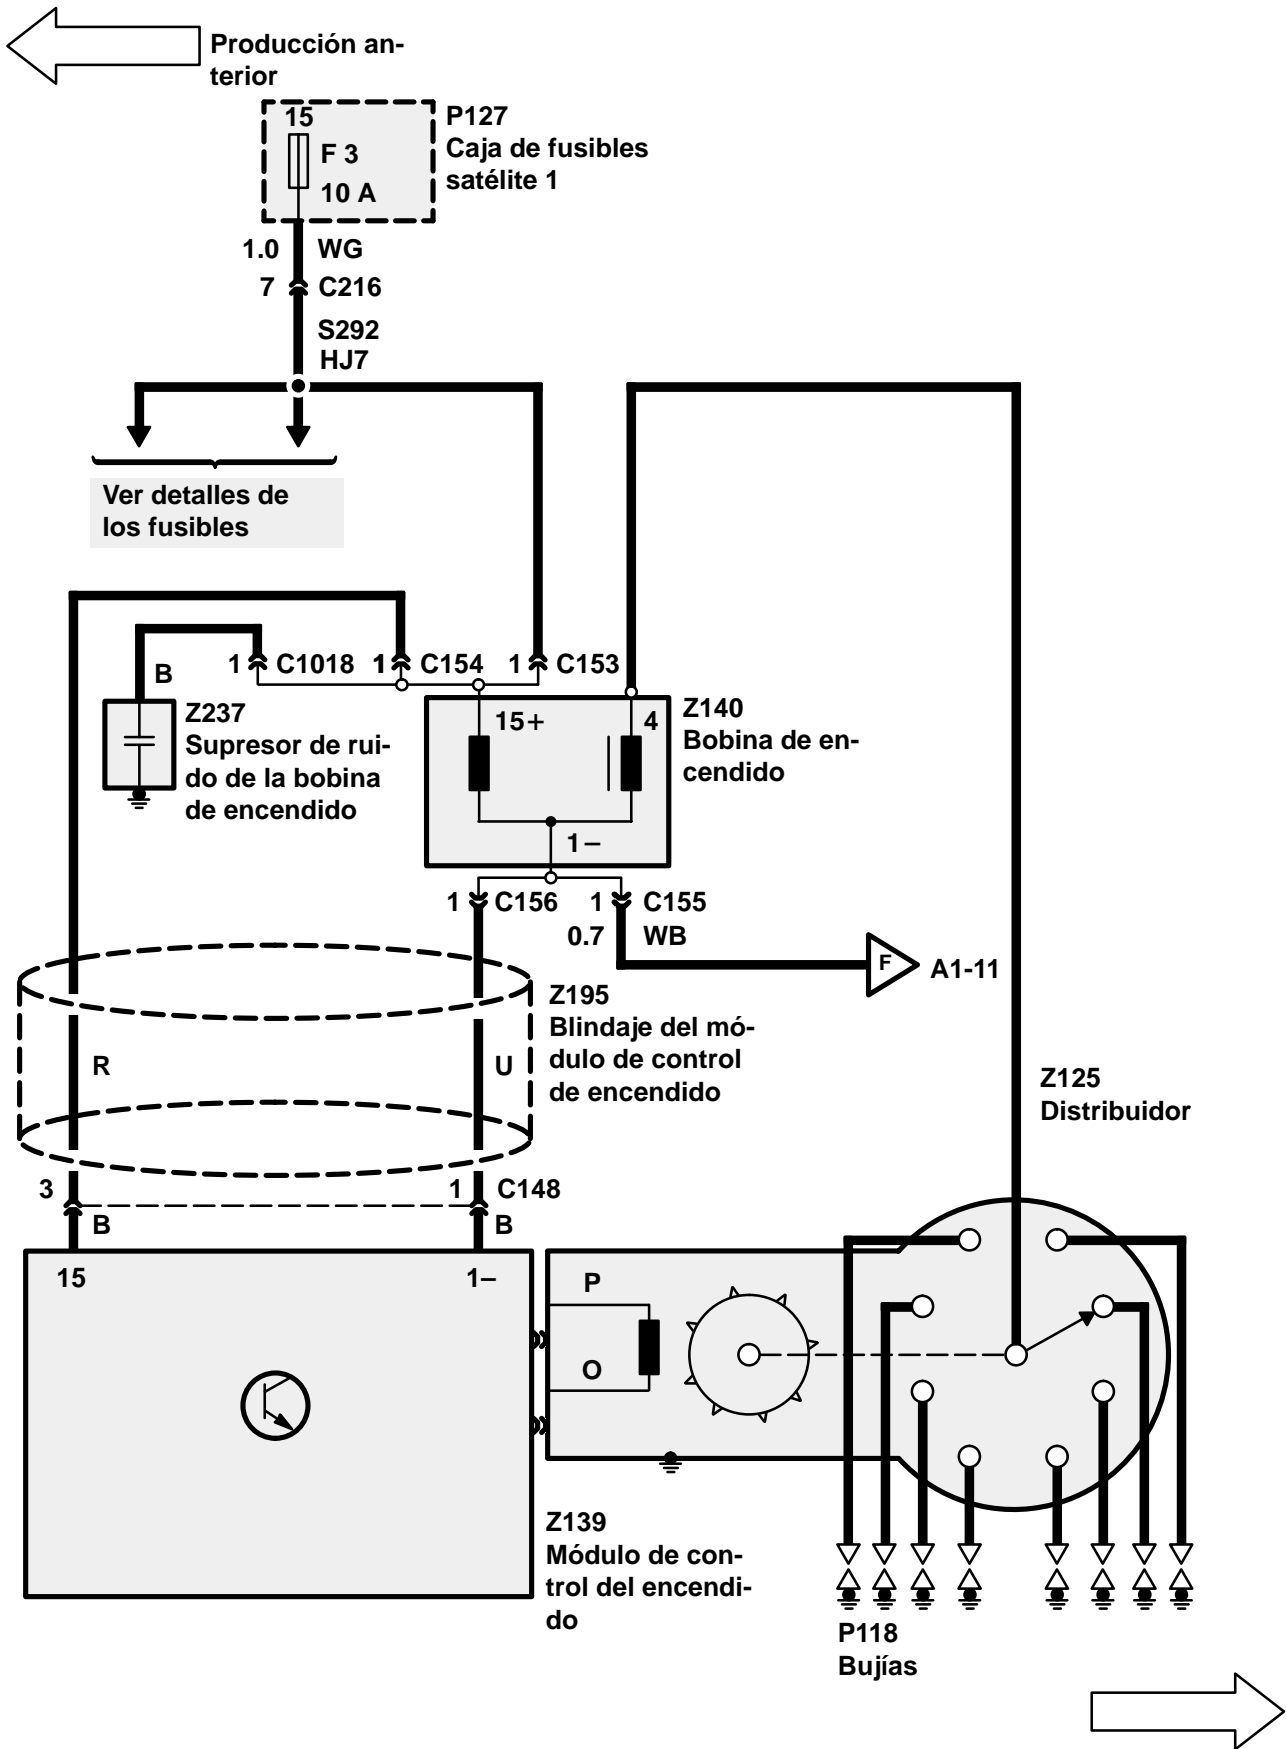 Producción an-
terior
15
F 3
10 A
P127
Caja de fusibles
satélite 1
1.0 WG
7 C216
S292
HJ7
Ver detalles de
los fusibles
1 C1018 1 C154 1 C153
B
Z237
Supresor de rui-
do de la bobina
de encendido
15+ 4
1–
Z140
Bobina de en-
cendido
1 C156 1 C155
0.7 WB
F A1-11
Z195
Blindaje del mó-
dulo de control
de encendido
R U
Z125
Distribuidor
3 1 C148
B B
15 1–
P
O
Z139
Módulo de con-
trol del encendi-
do
P118
Bujías